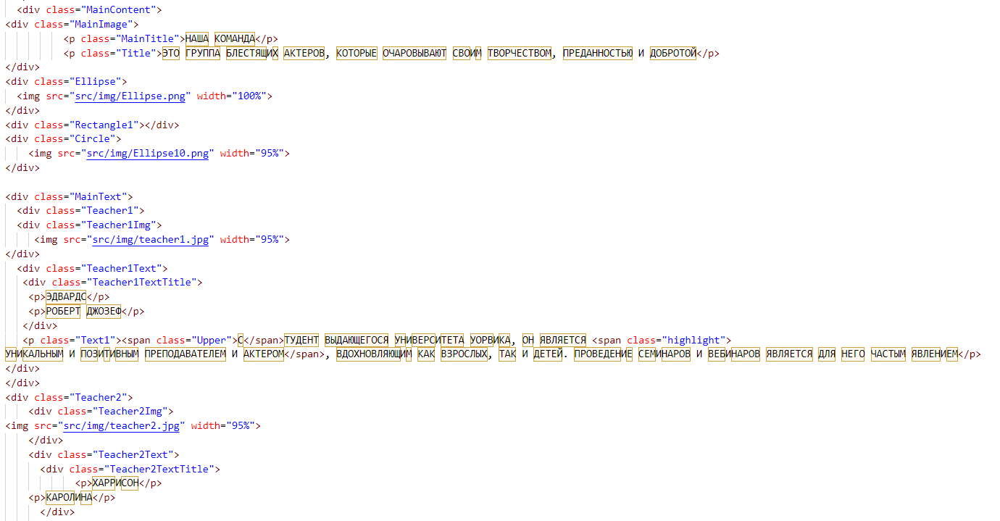 <div class="MainContent">
<div class="MainImage">
<p class="MainTitle">НАША КОМАНДА</p>
<p class="Title">ЭТО ГРУППА БЛЕСТЯЩИХ АКТЕРОВ, КОТОРЫЕ ОЧАРОВЫВАЮТ СВОИМ ТВОРЧЕСТВОМ, ПРЕДАННОСТЬЮ И ДОБРОТОЙ</p>
</div>
<div class="Ellipse">
<img src="src/img/Ellipse.png" width="100%">
</div>
<div class="Rectangle1"></div>
<div class="Circle">
<img src="src/img/Ellipse10.png" width="95%">
</div>
<div class="MainText">
<div class="Teacher1">
<div class="Teacher1Img">
<img src="src/img/teacher1.jpg" width="95%">
</div>
<div class="Teacher1Text">
<div class="Teacher1TextTitle">
<p>ЭДВАРДС</p>
<p>РОБЕРТ ДЖОЗЕФ</p>
</div>
<p class="Text1"><span class="Upper">С</span>ТУДЕНТ ВЫДАЮЩЕГОСЯ УНИВЕРСИТЕТА УОРВИКА, ОН ЯВЛЯЕТСЯ <span class="highlight">
УНИКАЛЬНЫМ И ПОЗИТИВНЫМ ПРЕПОДАВАТЕЛЕМ И АКТЕРОМ</span>, ВДОХНОВЛЯЮЩИМ КАК ВЗРОСЛЫХ, ТАК И ДЕТЕЙ. ПРОВЕДЕНИЕ СЕМИНАРОВ И ВЕБИНАРОВ ЯВЛЯЕТСЯ ДЛЯ НЕГО ЧАСТЫМ ЯВЛЕНИЕМ</p>
</div>
</div>
<div class="Teacher2">
<div class="Teacher2Img">
<img src="src/img/teacher2.jpg" width="95%">
</div>
<div class="Teacher2Text">
<div class="Teacher2TextTitle">
<p>ХАРРИСОН</p>
<p>КАРОЛИНА</p>
</div>